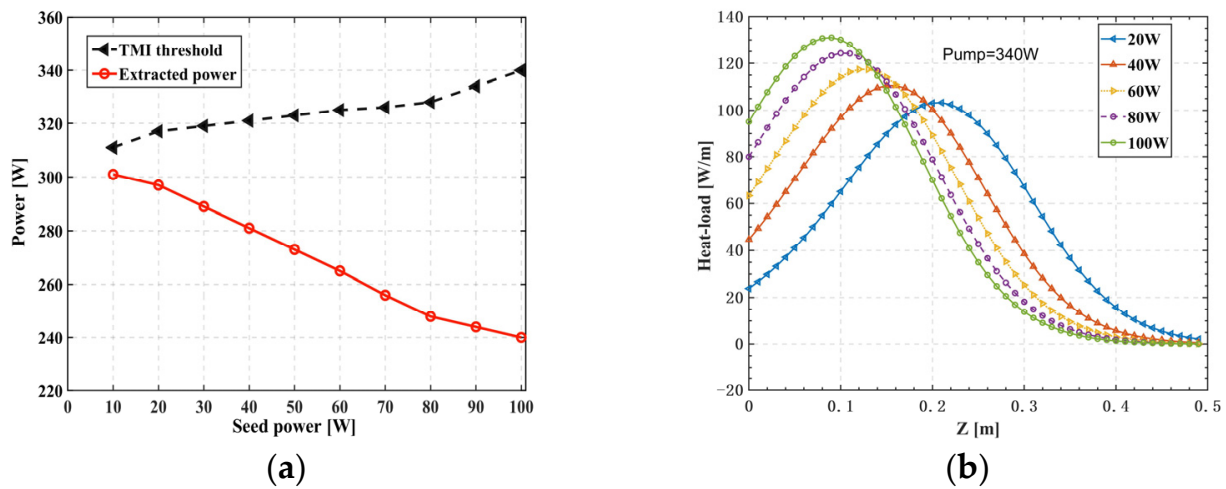 360
340
320
300
280
260
240
220
Power [W]
TMI threshold
Extracted power
0 10 20 30 40 50 60 70 80 90 100
Seed power [W]
(a)
140
120
100
80
60
40
20
0
−20
Heat-load [W/m]
Pump=340W
20W
40W
60W
80W
100W
0 0.1 0.2 0.3 0.4 0.5
Z [m]
(b)